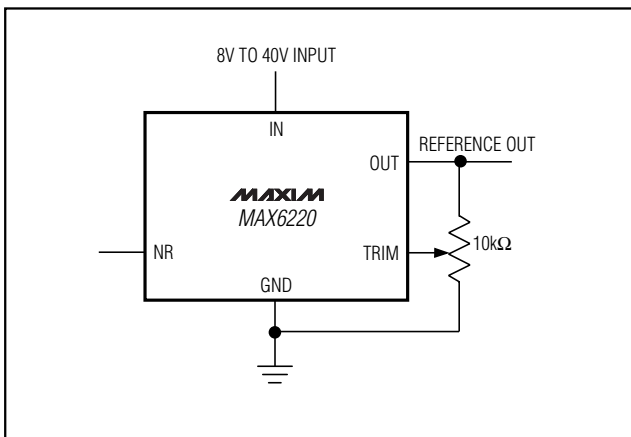 8V TO 40V INPUT
IN
REFERENCE OUT
OUT
MAXIM
MAX6220
10kΩ
NR
TRIM
GND